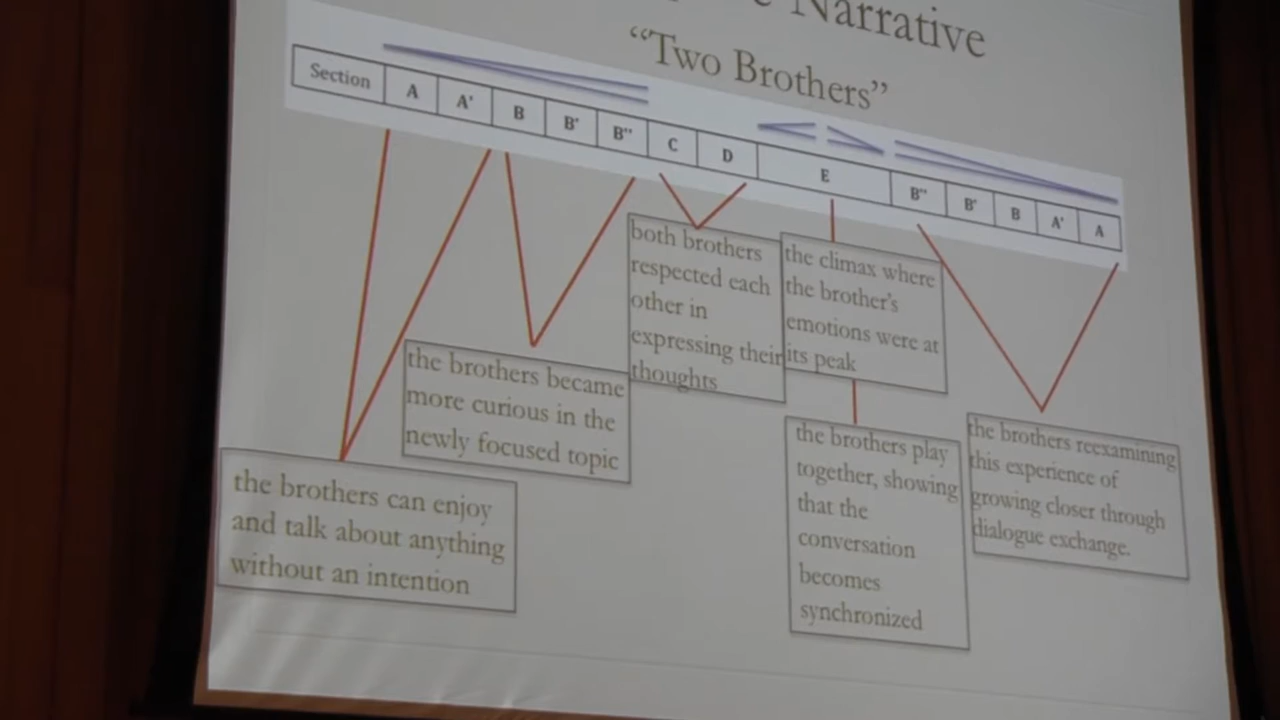 Narrative
“Two Brothers”
Section A A' B B' B'' C D E B'' B' B A' A
both brothers
respected each
other in
expressing their
thoughts
the climax where
the brother's
emotions were at
its peak
the brothers became
more curious in the
newly focused topic
the brothers can enjoy
and talk about anything
without an intention
the brothers play
together, showing
that the
conversation
becomes
synchronized
the brothers reexamining
this experience of
growing closer through
dialogue exchange.